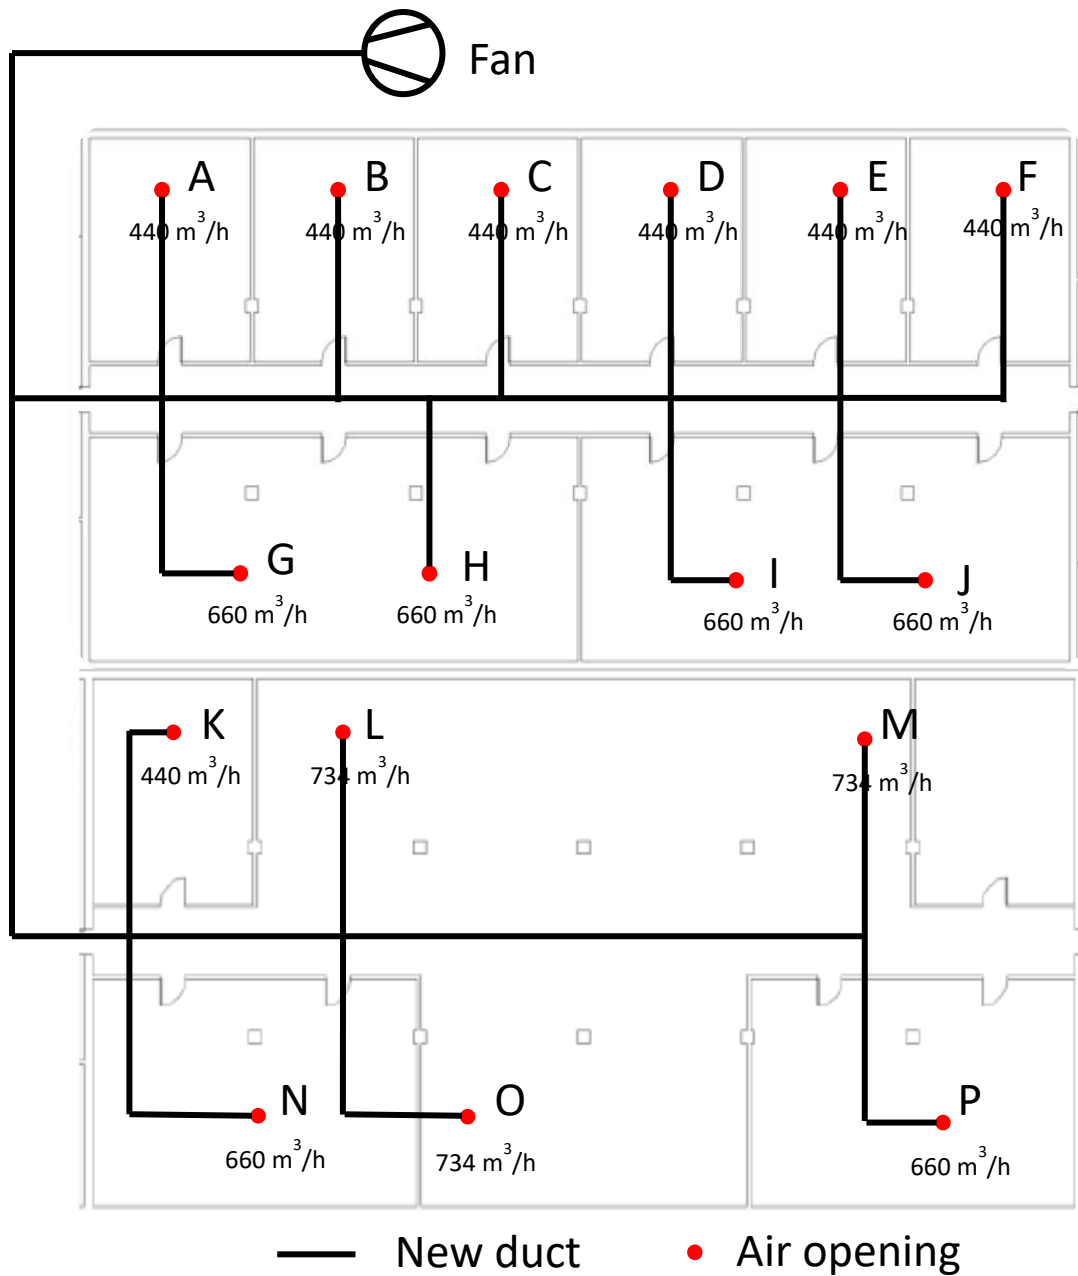 Fan
A B C D E F
440 m³/h 440 m³/h 440 m³/h 440 m³/h 440 m³/h 440 m³/h
G H I J
660 m³/h 660 m³/h 660 m³/h 660 m³/h
K L M
440 m³/h 734 m³/h 734 m³/h
N O P
660 m³/h 734 m³/h 660 m³/h
New duct Air opening